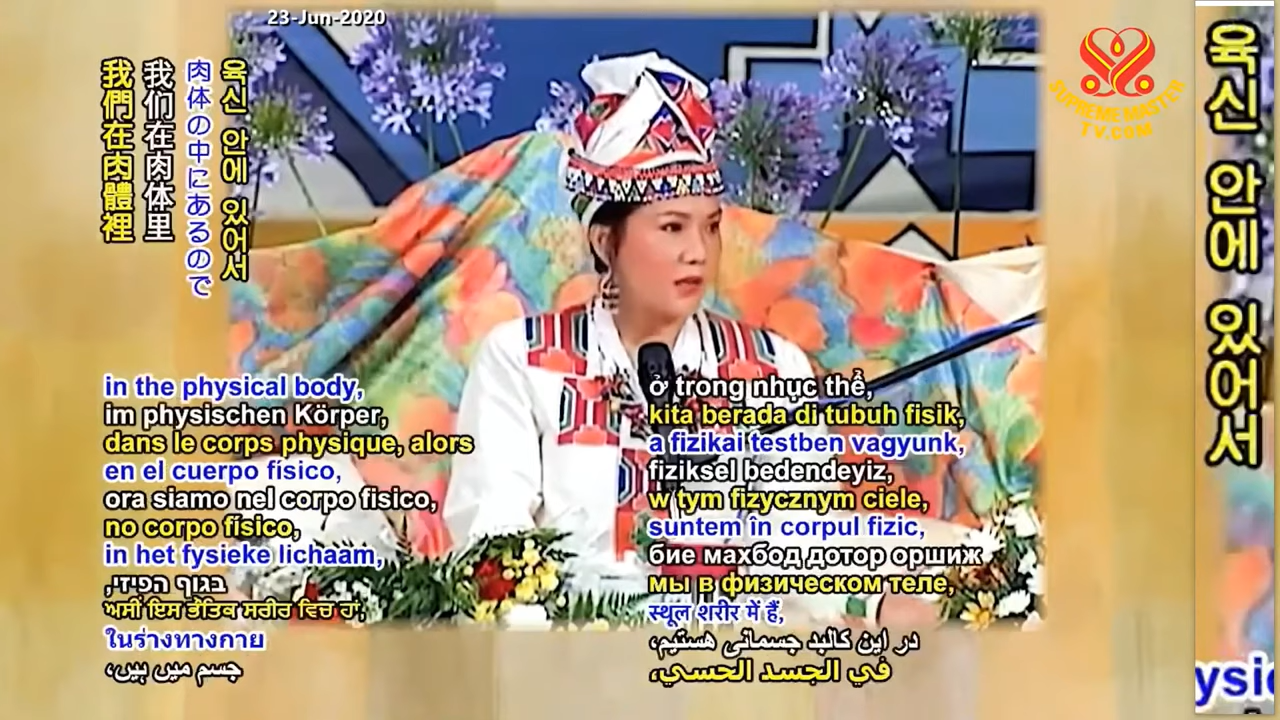 23-Jun-2020
SUPREME MASTER
TV.COM
육신 안에 있어서
肉体の中にあるので
我们在肉体里
我們在肉體裡
in the physical body,
im physischen Körper,
dans le corps physique, alors
en el cuerpo físico,
ora siamo nel corpo fisico,
no corpo físico,
in het fysieke lichaam,
בגוף הפיזי,
ਅਸੀਂ ਇਸ ਭੌਤਿਕ ਸਰੀਰ ਵਿਚ ਹਾਂ,
ในร่างทางกาย
جسم میں ہیں،
ở trong nhục thể,
kita berada di tubuh fisik,
a fizikai testben vagyunk,
fiziksel bedendeyiz,
w tym fizycznym ciele,
suntem în corpul fizic,
бие махбод дотор оршиж
мы в физическом теле,
स्थूल शरीर में हैं,
در این کالبد جسمانی هستیم،
في الجسد الحسي،
육신 안에 있어서
ysic